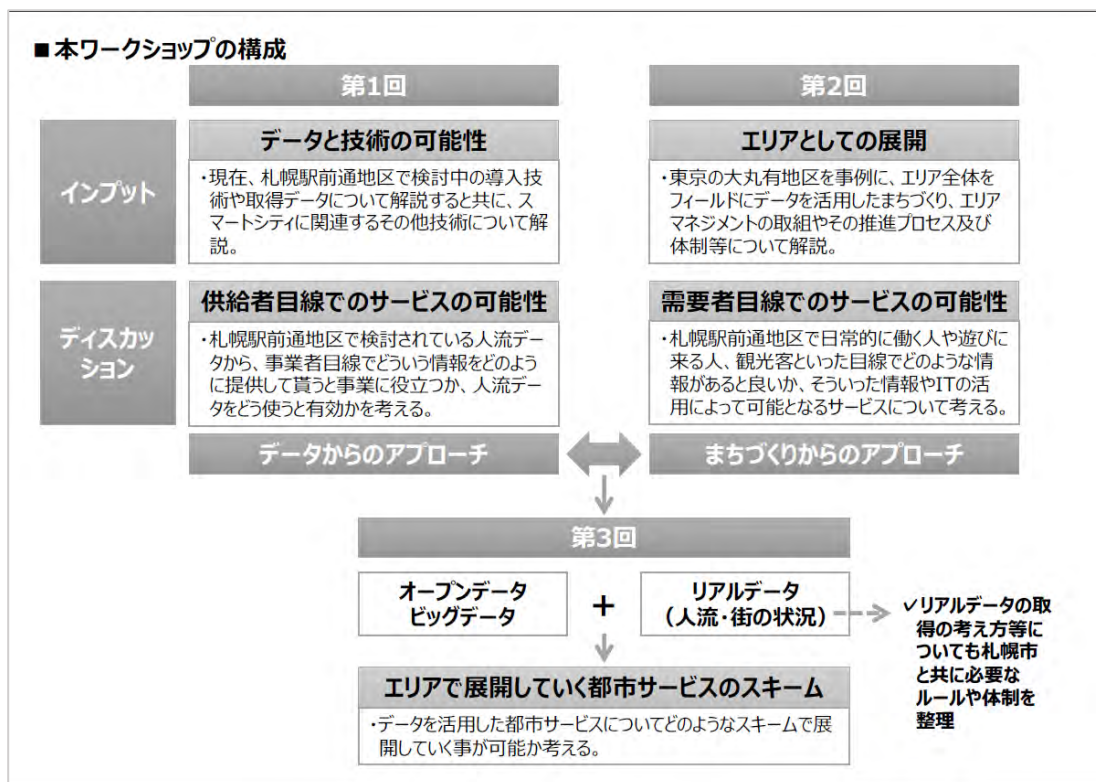 ■本ワークショップの構成
第1回
第2回
インプット
データと技術の可能性
・現在、札幌駅前通地区で検討中の導入技
術や取得データについて解説すると共に、ス
マートシティに関連するその他技術について解
説。
エリアとしての展開
・東京の大丸有地区を事例に、エリア全体を
フィールドにデータを活用したまちづくり、エリア
マネジメントの取組やその推進プロセス及び
体制等について解説。
ディスカッ
ション
供給者目線でのサービスの可能性
・札幌駅前通地区で検討されている人流デー
タから、事業者目線でどういう情報をどのよう
に提供して貰うと事業に役立つか、人流デー
タをどう使うと有効かを考える。
需要者目線でのサービスの可能性
・札幌駅前通地区で日常的に働く人や遊びに
来る人、観光客といった目線でどのような情
報があると良いか、そういった情報やITの活
用によって可能となるサービスについて考える。
データからのアプローチ
まちづくりからのアプローチ
第3回
オープンデータ
ビッグデータ
+
リアルデータ
(人流・街の状況)
✓リアルデータの取
得の考え方等に
ついても札幌市
と共に必要な
ルールや体制を
整理
エリアで展開していく都市サービスのスキーム
・データを活用した都市サービスについてどのようなスキームで展
開していく事が可能か考える。